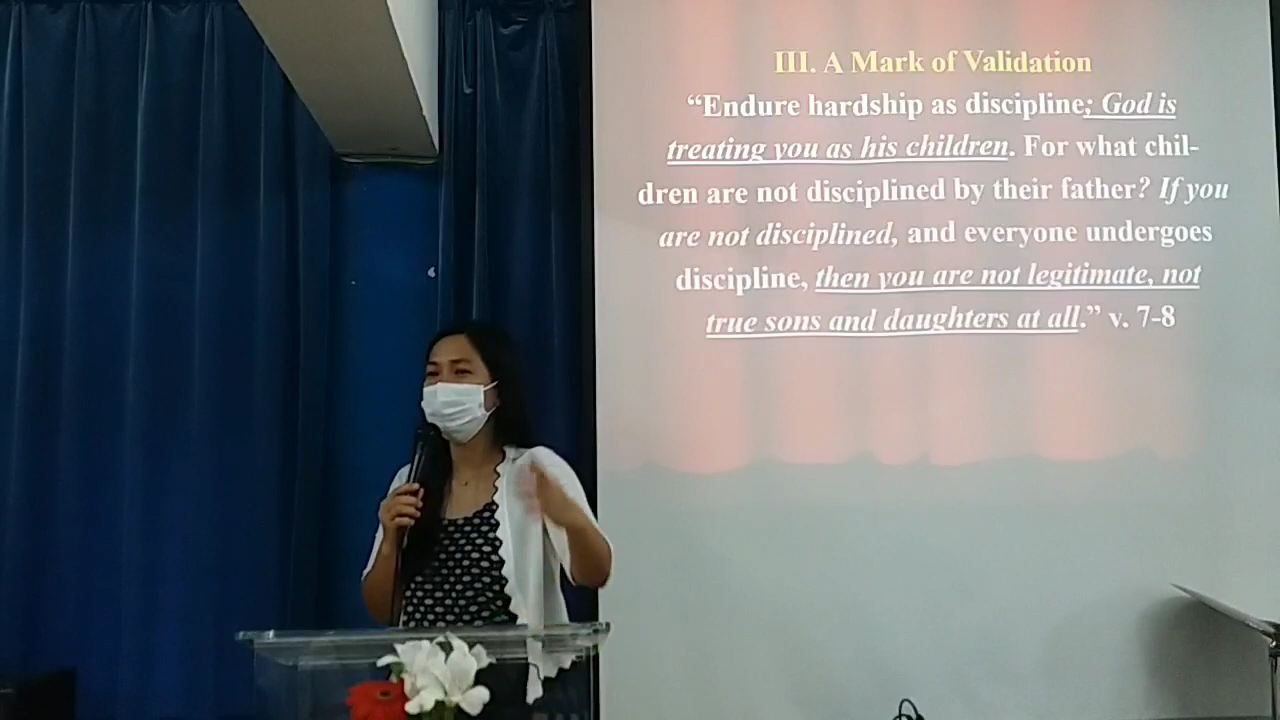 III. A Mark of Validation
“Endure hardship as discipline; God is
treating you as his children. For what chil-
dren are not disciplined by their father? If you
are not disciplined, and everyone undergoes
discipline, then you are not legitimate, not
true sons and daughters at all.” v. 7-8